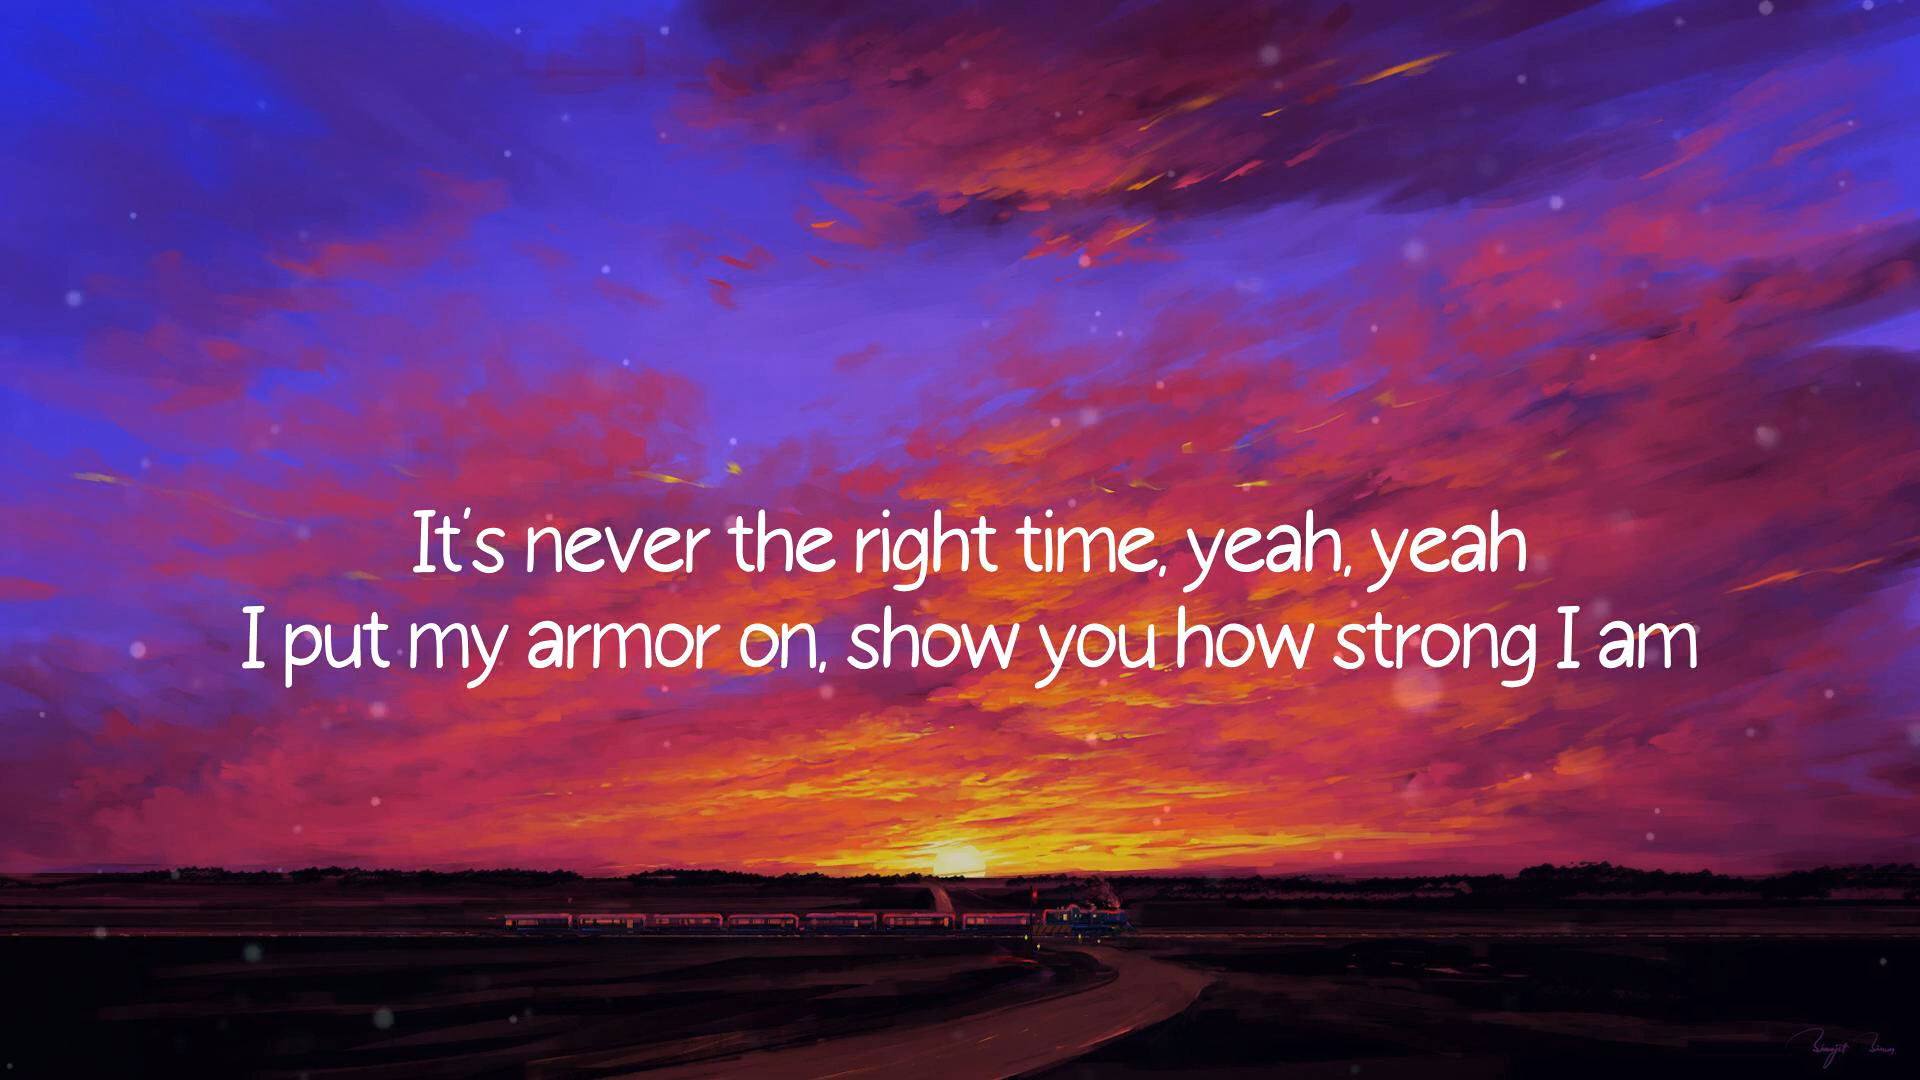 It's never the right time, yeah, yeah
I put my armor on, show you how strong I am